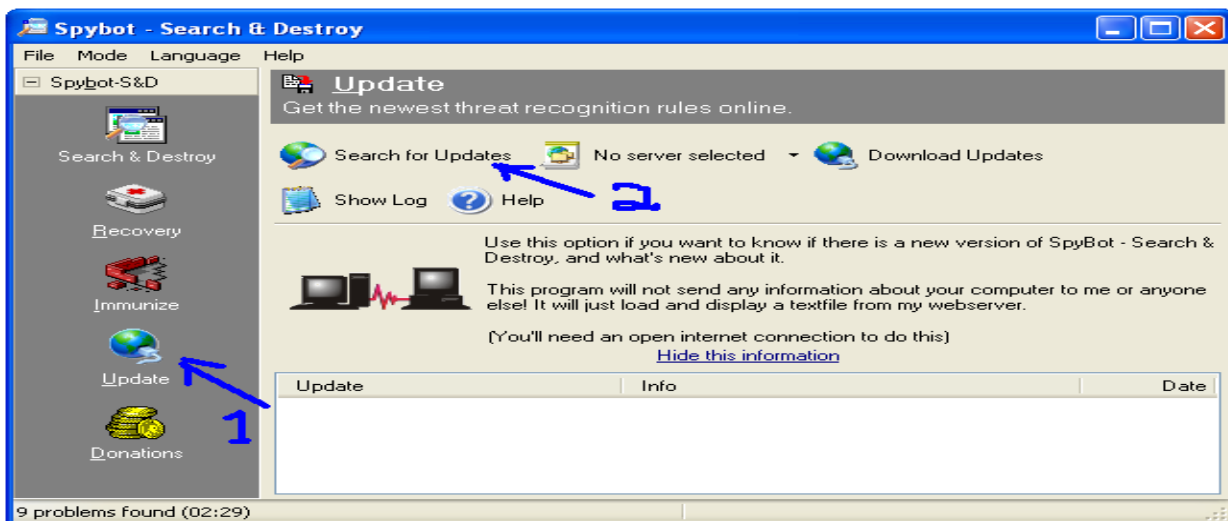 Spybot - Search & Destroy
File Mode Language Help
Spybot-S&D
Search & Destroy
Recovery
Immunize
Update
Donations
1
Update
Get the newest threat recognition rules online.
Search for Updates No server selected Download Updates
Show Log Help
2
Use this option if you want to know if there is a new version of SpyBot - Search &
Destroy, and what's new about it.
This program will not send any information about your computer to me or anyone
else! It will just load and display a textfile from my webserver.
(You'll need an open internet connection to do this)
Hide this information
Update Info Date
9 problems found (02:29)